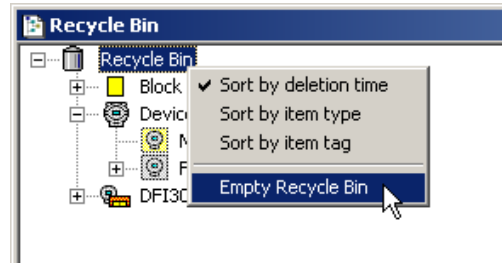 Recycle Bin
Recycle Bin
Block
Sort by deletion time
Sort by item type
Sort by item tag
Empty Recycle Bin